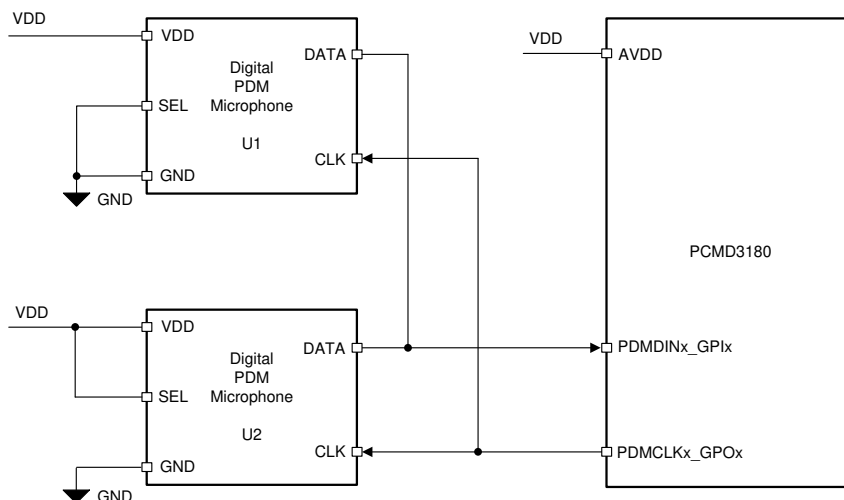 VDD
VDD
SEL
GND
GND
Digital
PDM
Microphone
U1
DATA
CLK
VDD
AVDD
PCMD3180
PDMDINx_GPIx
PDMCLKx_GPOx
VDD
VDD
SEL
GND
GND
Digital
PDM
Microphone
U2
DATA
CLK